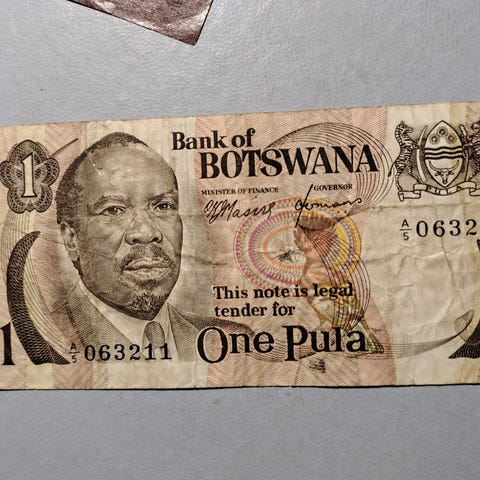 1
Bank of
BOTSWANA
MINISTER OF FINANCE GOVERNOR
A/5 0632
This note is legal
tender for
1 A/5 063211 One Pula